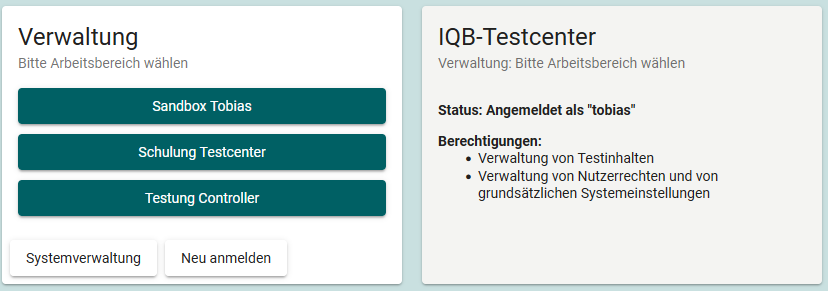 Verwaltung
Bitte Arbeitsbereich wählen
Sandbox Tobias
Schulung Testcenter
Testung Controller
Systemverwaltung
Neu anmelden
IQB-Testcenter
Verwaltung: Bitte Arbeitsbereich wählen
Status: Angemeldet als "tobias"
Berechtigungen:
• Verwaltung von Testinhalten
• Verwaltung von Nutzerrechten und von
grundsätzlichen Systemeinstellungen